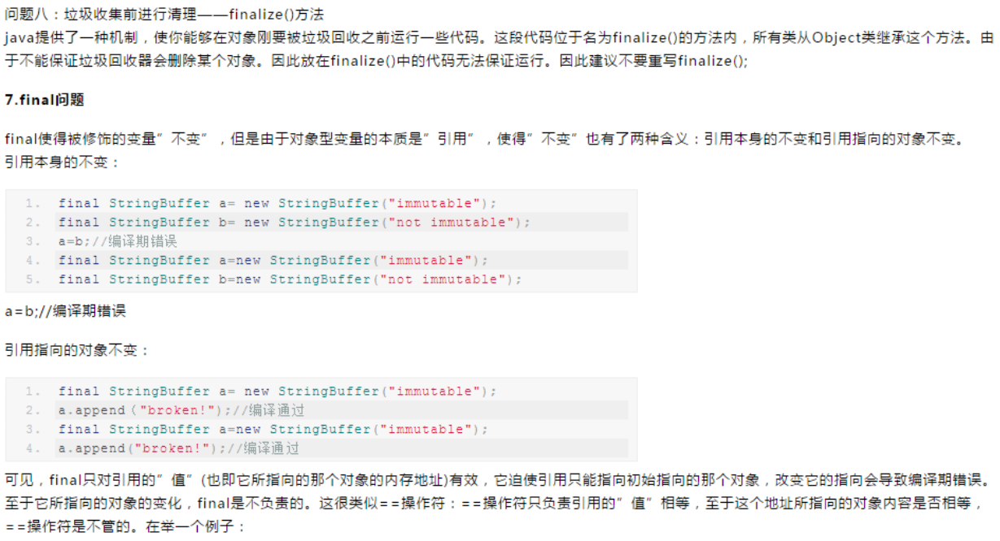 问题八：垃圾收集前进行清理——finalize()方法
java提供了一种机制，使你能够在对象刚要被垃圾回收之前运行一些代码。这段代码位于名为finalize()的方法内，所有类从Object类继承这个方法。由
于不能保证垃圾回收器会删除某个对象。因此放在finalize()中的代码无法保证运行。因此建议不要重写finalize();
7.final问题
final使得被修饰的变量”不变”，但是由于对象型变量的本质是”引用”，使得”不变”也有了两种含义：引用本身的不变和引用指向的对象不变。
引用本身的不变：
1. final StringBuffer a= new StringBuffer("immutable");
2. final StringBuffer b= new StringBuffer("not immutable");
3. a=b;//编译期错误
4. final StringBuffer a=new StringBuffer("immutable");
5. final StringBuffer b=new StringBuffer("not immutable");
a=b;//编译期错误
引用指向的对象不变：
1. final StringBuffer a= new StringBuffer("immutable");
2. a.append（"broken!");//编译通过
3. final StringBuffer a=new StringBuffer("immutable");
4. a.append("broken!");//编译通过
可见，final只对引用的”值”(也即它所指向的那个对象的内存地址)有效，它迫使引用只能指向初始指向的那个对象，改变它的指向会导致编译期错误。
至于它所指向的对象的变化，final是不负责的。这很类似==操作符：==操作符只负责引用的”值”相等，至于这个地址所指向的对象内容是否相等，
==操作符是不管的。在举一个例子：